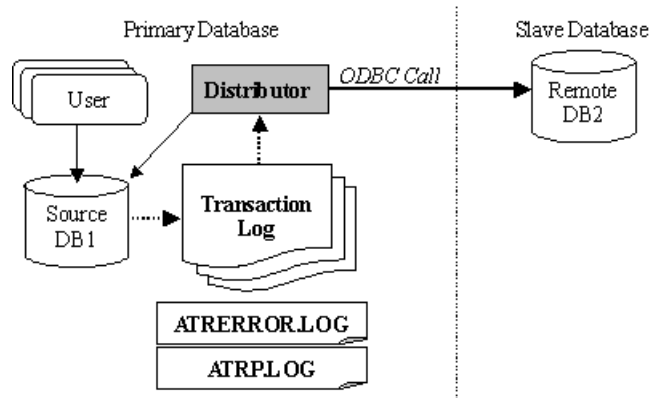 Primary Database
Slave Database
User
Distributor
ODBC Call
Remote
DB2
Source
DB1
Transaction
Log
ATRERROR.LOG
ATRP.LOG